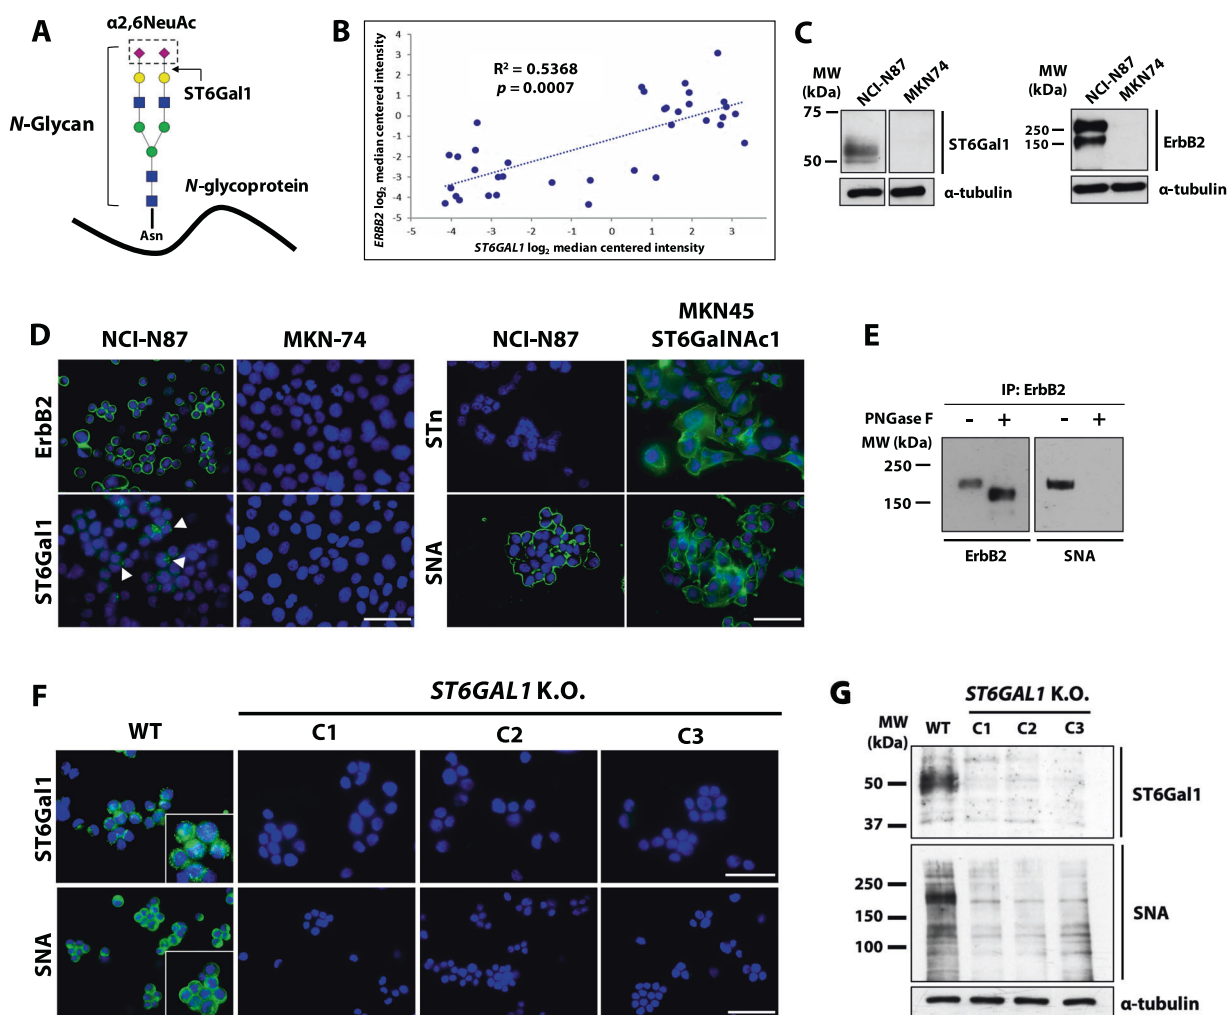 A
α2,6NeuAc
ST6Gal1
N-Glycan
N-glycoprotein
Asn
B
ERBB2 log2 median centered intensity
4
3
2
1
0
-1
-2
-3
-4
-5
R² = 0.5368
p = 0.0007
-5 -4 -3 -2 -1 0 1 2 3
ST6GAL1 log2 median centered intensity
C
MW
(kDa)
NCI-N87
MKN74
75
50
ST6Gal1
α-tubulin
MW
(kDa)
NCI-N87
MKN74
250
150
ErbB2
α-tubulin
D
NCI-N87
MKN-74
ErbB2
ST6Gal1
NCI-N87
MKN45
ST6GalNAc1
STn
SNA
E
IP: ErbB2
PNGase F - + - +
MW (kDa)
250
150
ErbB2
SNA
F
ST6GAL1 K.O.
WT
C1
C2
C3
ST6Gal1
SNA
G
ST6GAL1 K.O.
MW
(kDa)
WT
C1
C2
C3
50
37
ST6Gal1
250
150
100
SNA
α-tubulin